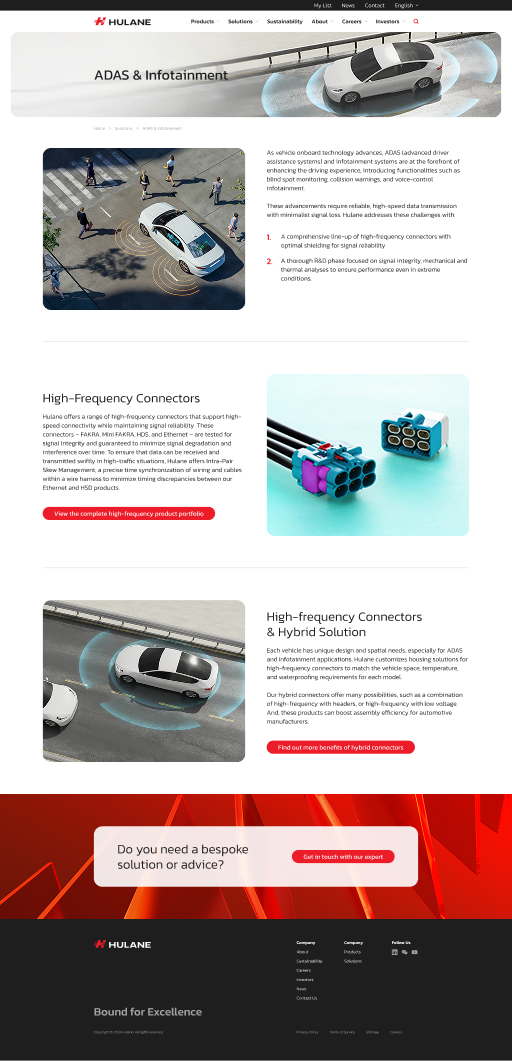 My List News Contact English
HULANE Products Solutions Sustainability About Careers Investors
ADAS & Infotainment
Home > Solutions > ADAS & Infotainment
As vehicle onboard technology advances, ADAS (advanced driver
assistance systems) and infotainment systems are at the forefront of
enhancing the driving experience, introducing functionalities such as
blind spot monitoring, collision warnings, and voice-control
infotainment.
These advancements require reliable, high-speed data transmission
with minimalist signal loss. Hulane addresses these challenges with:
1. A comprehensive line-up of high-frequency connectors with
optimal shielding for signal reliability
2. A thorough R&D phase focused on signal integrity, mechanical and
thermal analyses to ensure performance even in extreme
conditions.
High-Frequency Connectors
Hulane offers a range of high-frequency connectors that support high-
speed connectivity while maintaining signal reliability. These
connectors – FAKRA, Mini FAKRA, HDS, and Ethernet – are tested for
signal integrity and guaranteed to minimize signal degradation and
interference over time. To ensure that data can be received and
transmitted swiftly in high-traffic situations, Hulane offers Intra-Pair
Skew Management, a precise time synchronization of wiring and cables
within a wire harness to minimize timing discrepancies between our
Ethernet and HSD products.
View the complete high-frequency product portfolio
High-frequency Connectors
& Hybrid Solution
Each vehicle has unique design and spatial needs, especially for ADAS
and infotainment applications. Hulane customizes housing solutions for
high-frequency connectors to match the vehicle space, temperature,
and waterproofing requirements for each model.
Our hybrid connectors offer many possibilities, such as a combination
of high-frequency with headers, or high-frequency with low voltage.
And, these products can boost assembly efficiency for automotive
manufacturers.
Find out more benefits of hybrid connectors
Do you need a bespoke
solution or advice?
Get in touch with our expert
HULANE
Company Company Follow Us
About Products
Sustainability Solutions
Careers
Investors
News
Contact Us
Bound for Excellence
Privacy Policy Terms of Service Sitemap Cookies